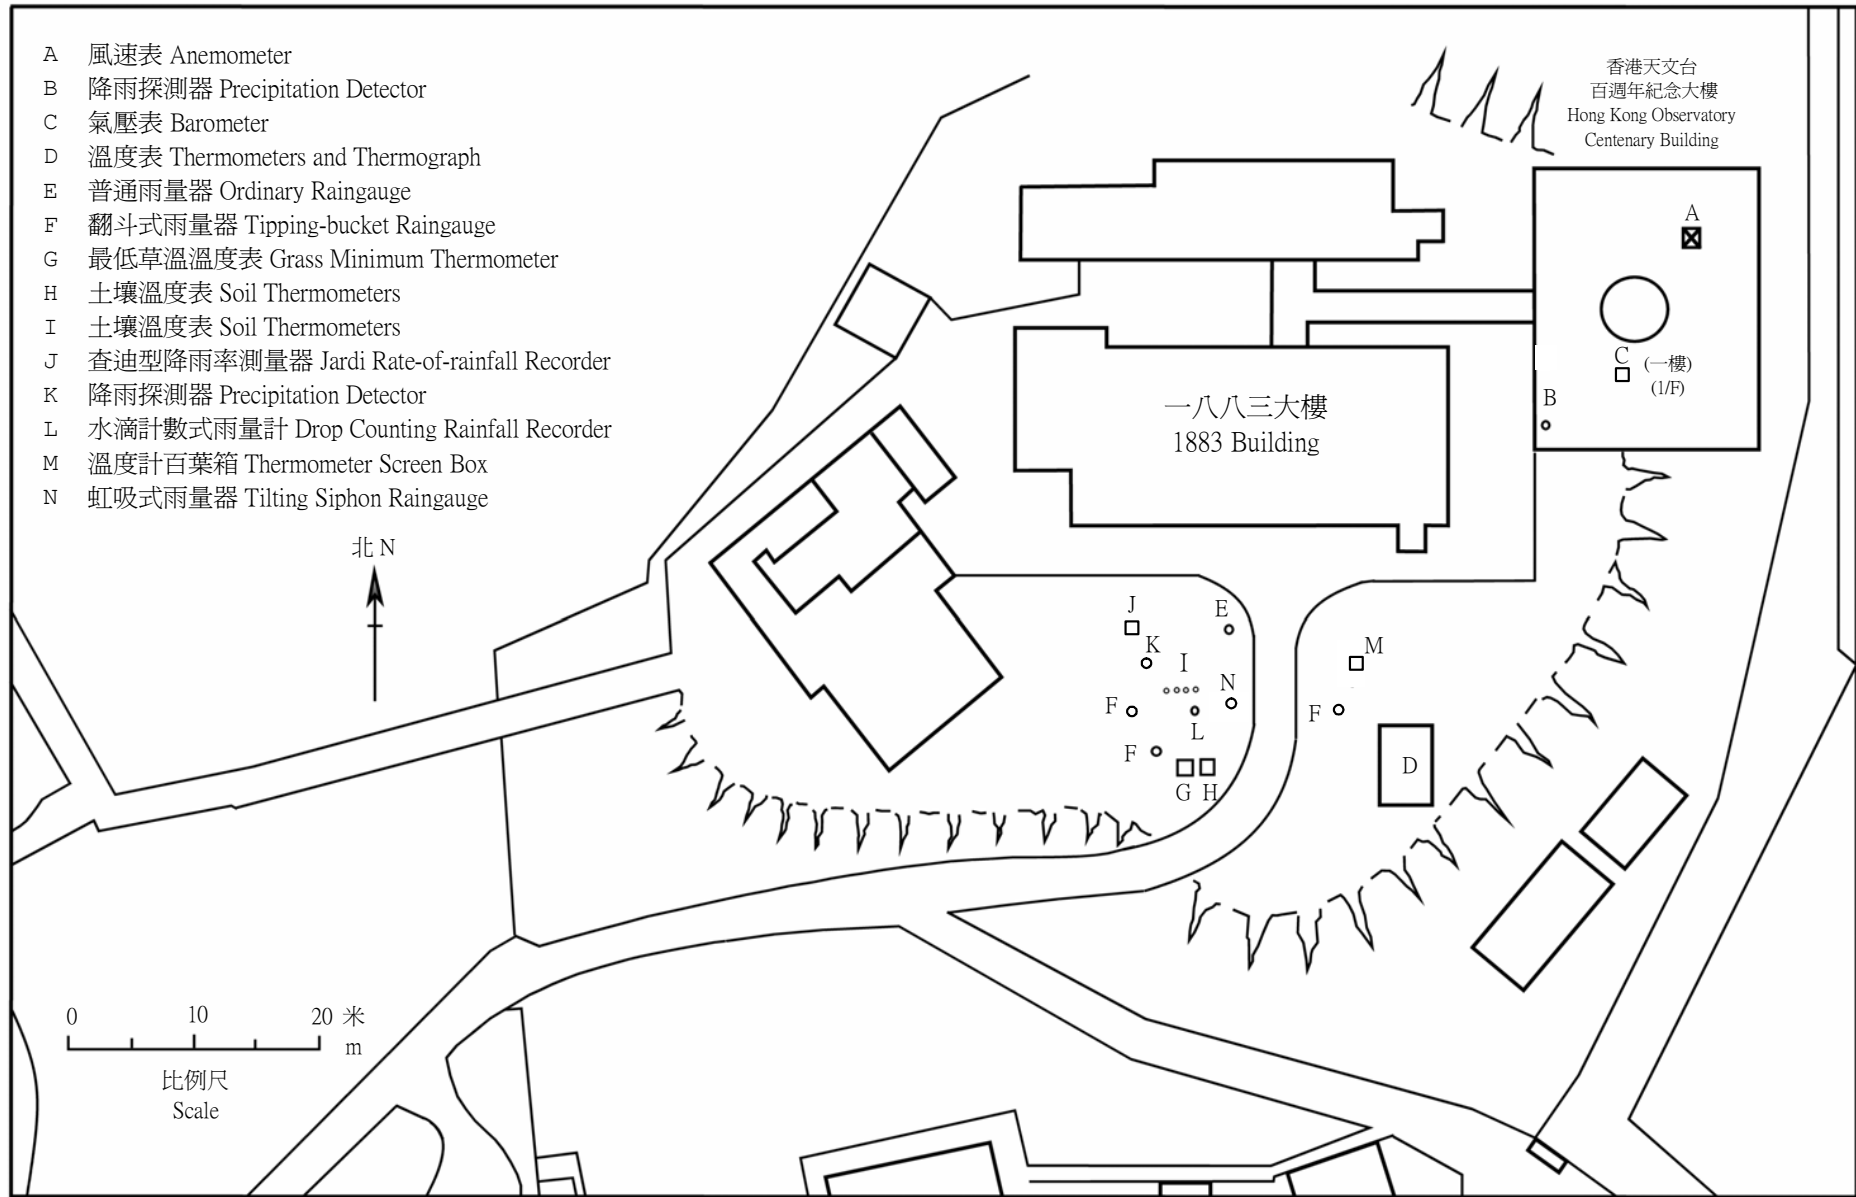 A 風速表 Anemometer
B 降雨探測器 Precipitation Detector
C 氣壓表 Barometer
D 溫度表 Thermometers and Thermograph
E 普通雨量器 Ordinary Raingauge
F 翻斗式雨量器 Tipping-bucket Raingauge
G 最低草溫溫度表 Grass Minimum Thermometer
H 土壤溫度表 Soil Thermometers
I 土壤溫度表 Soil Thermometers
J 查迪型降雨率測量器 Jardi Rate-of-rainfall Recorder
K 降雨探測器 Precipitation Detector
L 水滴計數式雨量計 Drop Counting Rainfall Recorder
M 溫度計百葉箱 Thermometer Screen Box
N 虹吸式雨量器 Tilting Siphon Raingauge
北 N
香港天文台
百週年紀念大樓
Hong Kong Observatory
Centenary Building
A
C (一樓)
(1/F)
B
一八八三大樓
1883 Building
J
E
K
I
M
N
F
F
L
F
D
G H
0 10 20 米
m
比例尺
Scale